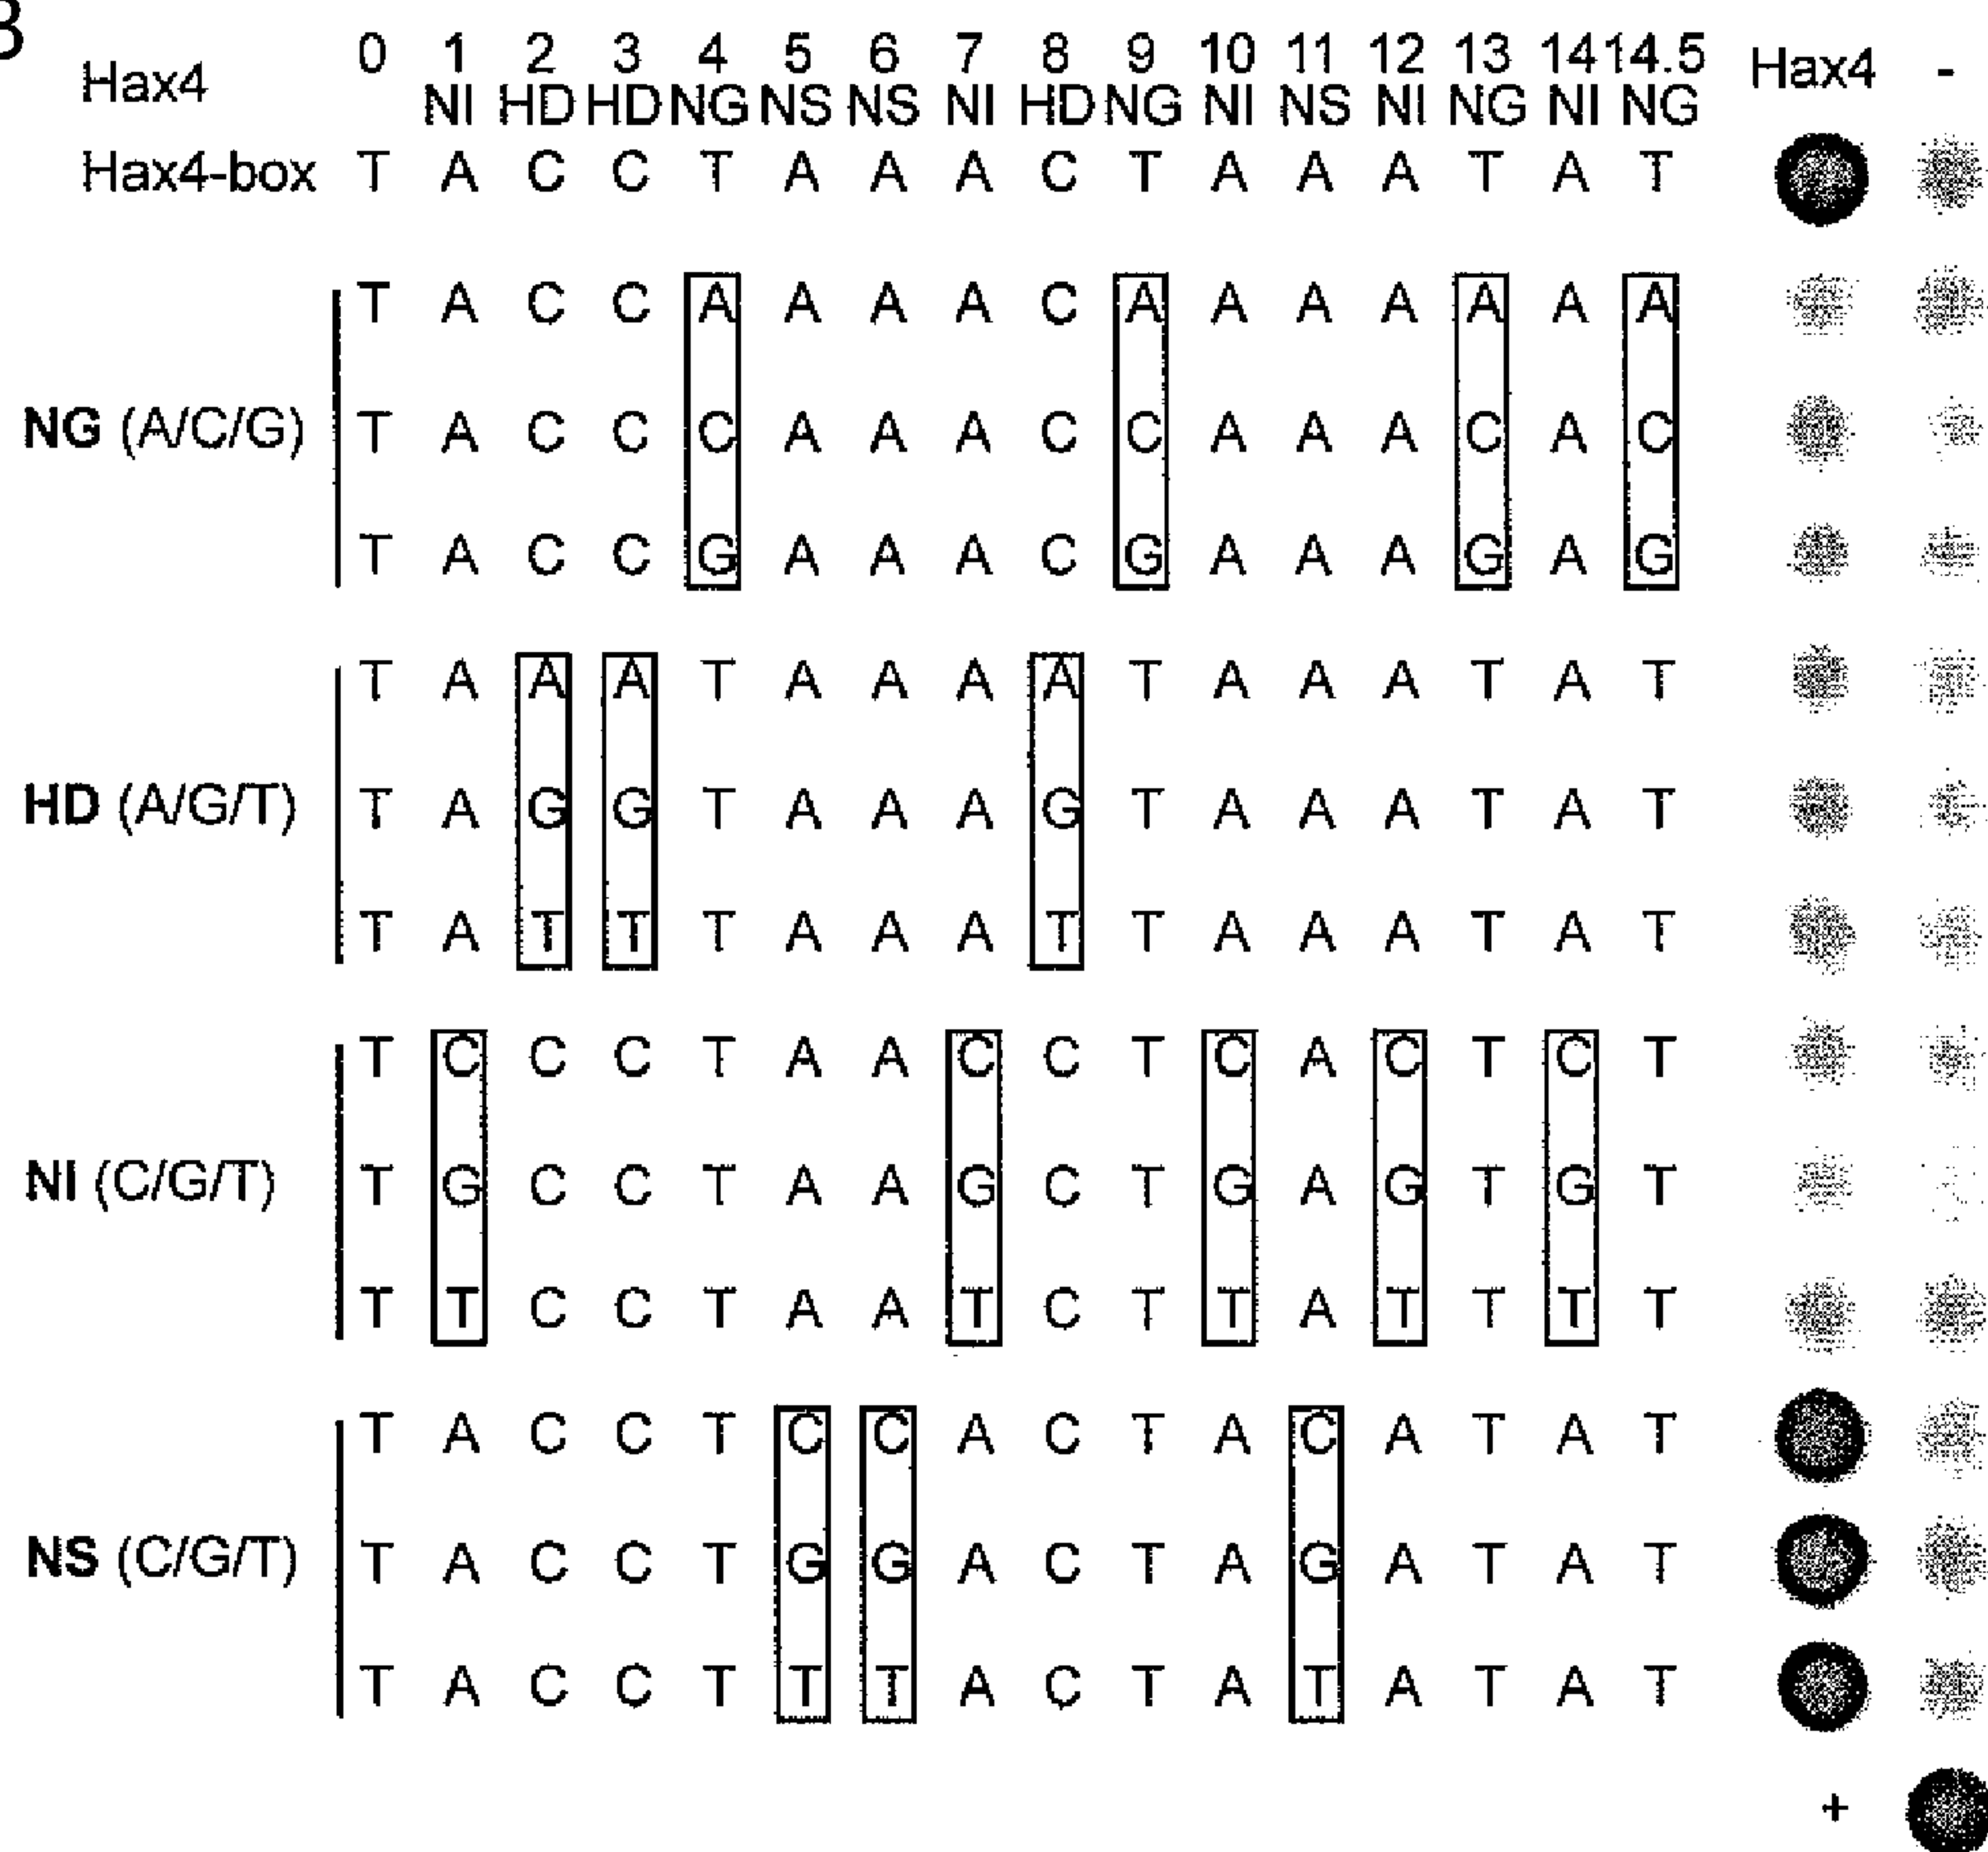 B
Hax4 0 1 2 3 4 5 6 7 8 9 10 11 12 13 14 14.5 Hax4 -
NI HD HD NG NS NS NI HD NG NI NS NI NG NI NG
Hax4-box T A C C T A A A C T A A A T A T
T A C C A A A A C A A A A A A A
NG (A/C/G) T A C C C A A A C C A A A C A C
T A C C G A A A C G A A A G A G
T A A A T A A A A T A A A T A T
HD (A/G/T) T A G G T A A A G T A A A T A T
T A T T T A A A T T A A A T A T
T C C C T A A C C T C A C T C T
NI (C/G/T) T G C C T A A G C T G A G T G T
T T C C T A A T C T T A T T T T
T A C C T C C A C T A C A T A T
NS (C/G/T) T A C C T G G A C T A G A T A T
T A C C T T T A C T A T A T A T
+